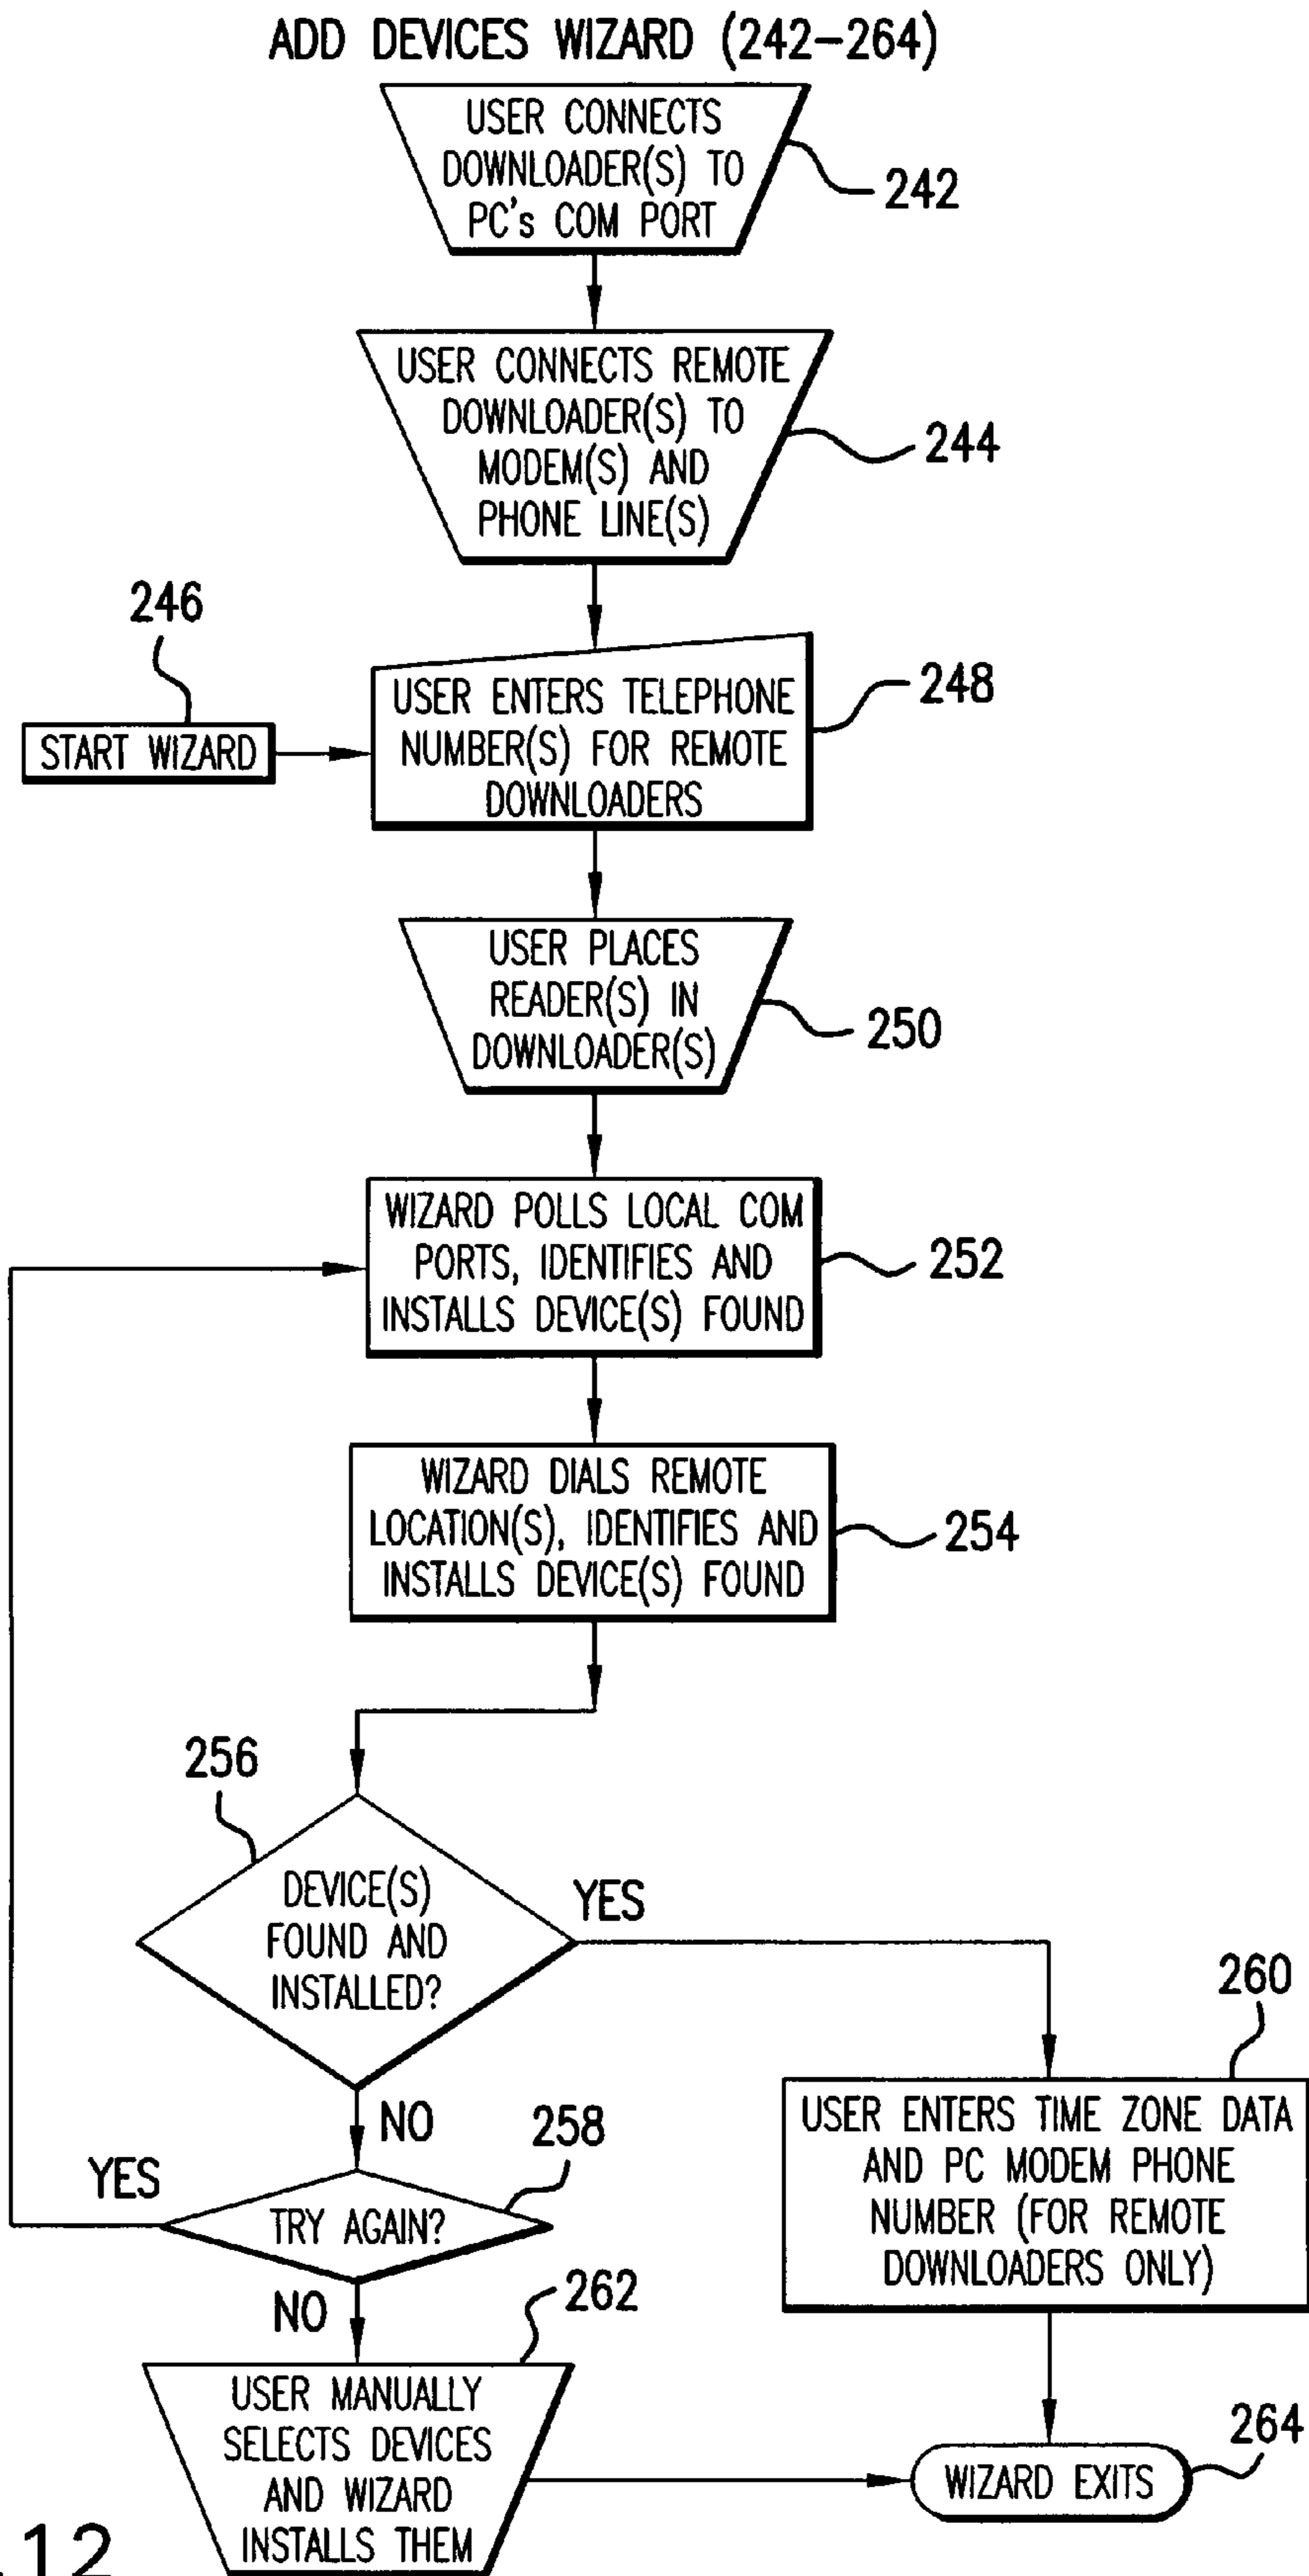 ADD DEVICES WIZARD (242-264)
USER CONNECTS
DOWNLOADER(S) TO
PC's COM PORT
242
USER CONNECTS REMOTE
DOWNLOADER(S) TO
MODEM(S) AND
PHONE LINE(S)
244
246
START WIZARD
USER ENTERS TELEPHONE
NUMBER(S) FOR REMOTE
DOWNLOADERS
248
USER PLACES
READER(S) IN
DOWNLOADER(S)
250
WIZARD POLLS LOCAL COM
PORTS, IDENTIFIES AND
INSTALLS DEVICE(S) FOUND
252
WIZARD DIALS REMOTE
LOCATION(S), IDENTIFIES AND
INSTALLS DEVICE(S) FOUND
254
256
DEVICE(S)
FOUND AND
INSTALLED?
YES
NO
260
USER ENTERS TIME ZONE DATA
AND PC MODEM PHONE
NUMBER (FOR REMOTE
DOWNLOADERS ONLY)
258
YES
TRY AGAIN?
NO
262
USER MANUALLY
SELECTS DEVICES
AND WIZARD
INSTALLS THEM
264
WIZARD EXITS
.12